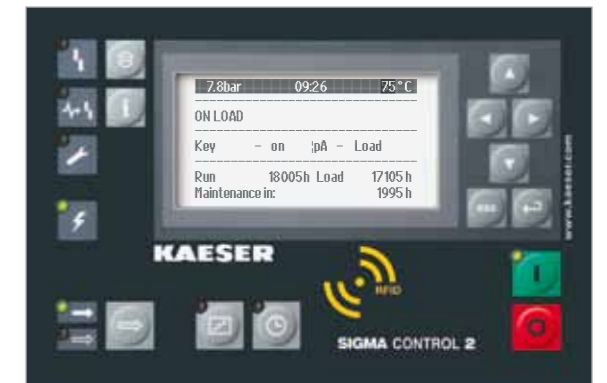 7.8bar 09:26 75°C
ON LOAD
Key - on pA - Load
Run 18005h Load 17105h
Maintenance in: 1995h
esc
www.kaeser.com
KAESER
RFID
I
SIGMA CONTROL 2
O